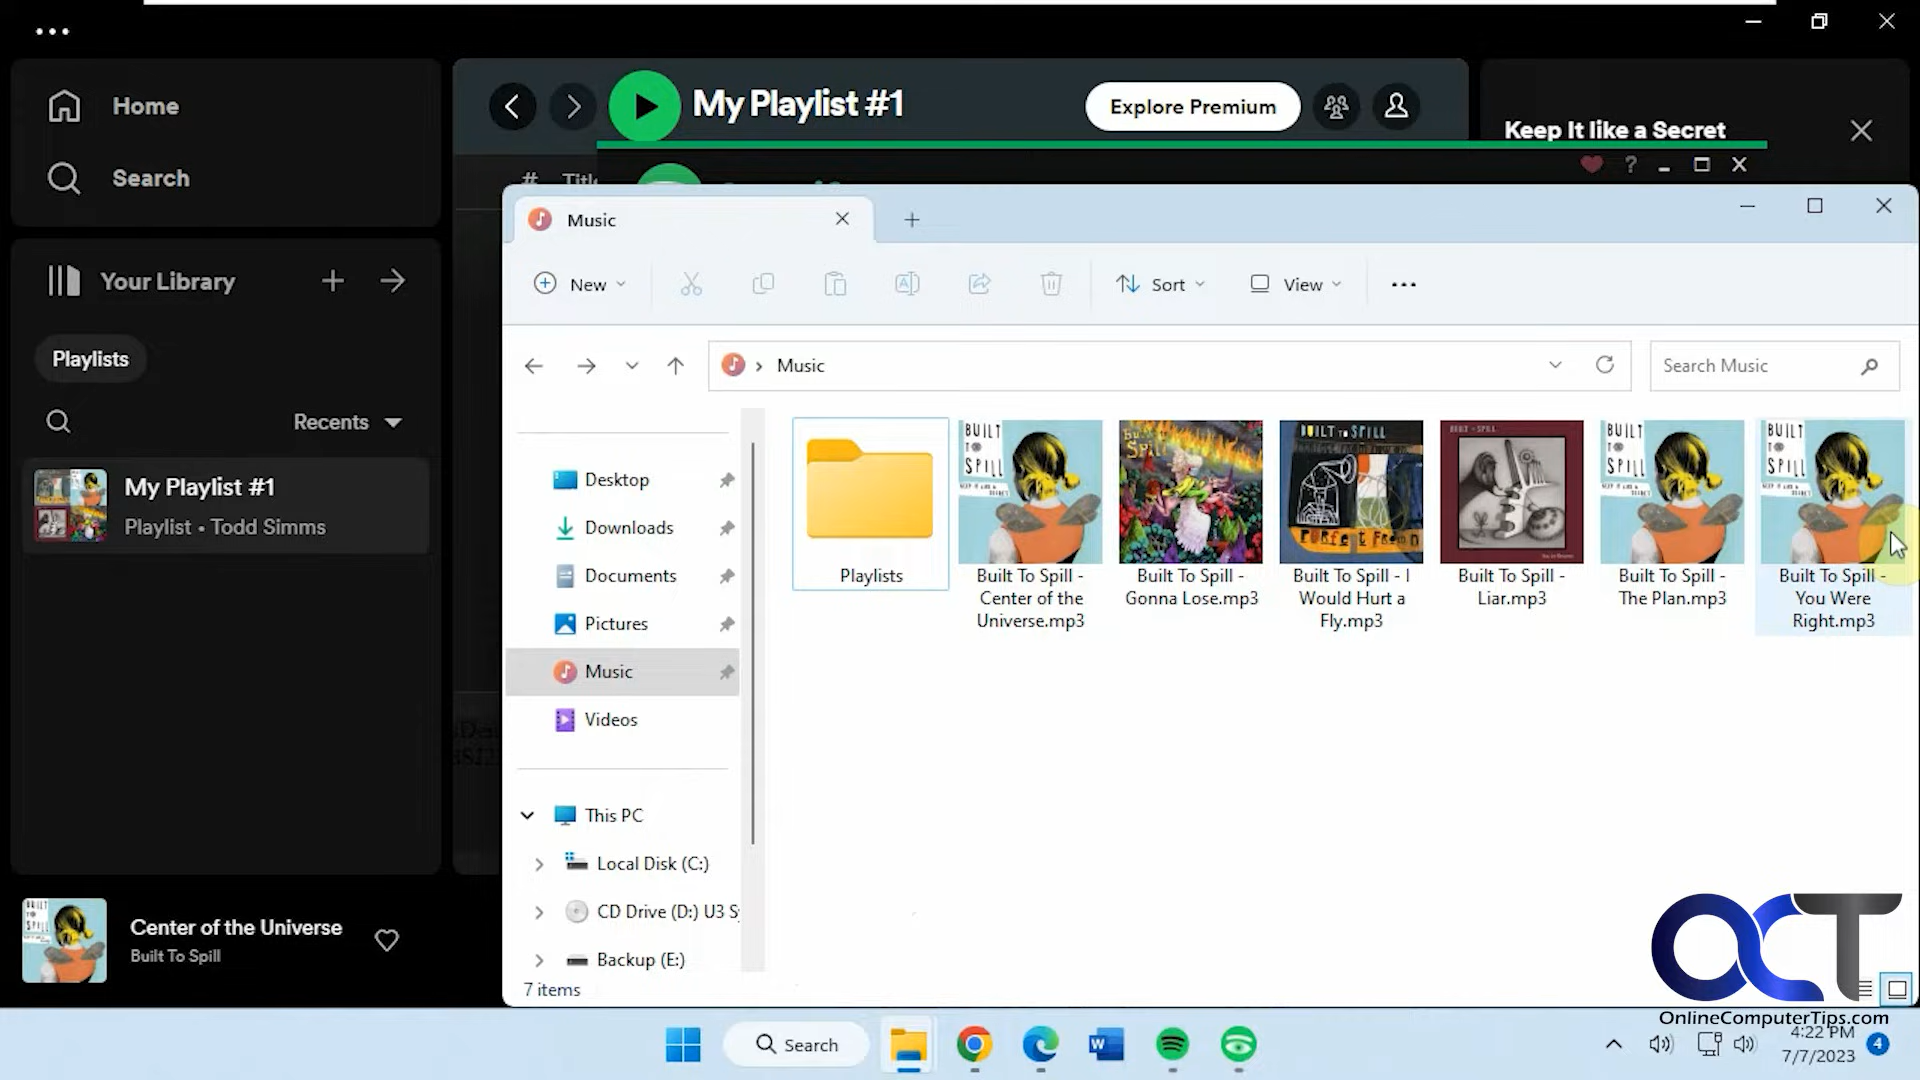 Home
Search
Your Library
Playlists
Recents
My Playlist #1
Playlist • Todd Simms
My Playlist #1
Explore Premium
Keep It like a Secret
#
Music
New
Sort
View
Music
Search Music
Desktop
Downloads
Documents
Pictures
Music
Videos
This PC
Local Disk (C:)
CD Drive (D:) U3 S
Backup (E:)
7 items
Playlists
Built To Spill -
Center of the
Universe.mp3
Built To Spill -
Gonna Lose.mp3
Built To Spill - I
Would Hurt a
Fly.mp3
Built To Spill -
Liar.mp3
Built To Spill -
The Plan.mp3
Built To Spill -
You Were
Right.mp3
Center of the Universe
Built To Spill
OCT
OnlineComputerTips.com
Search
4:22 PM
7/7/2023
4